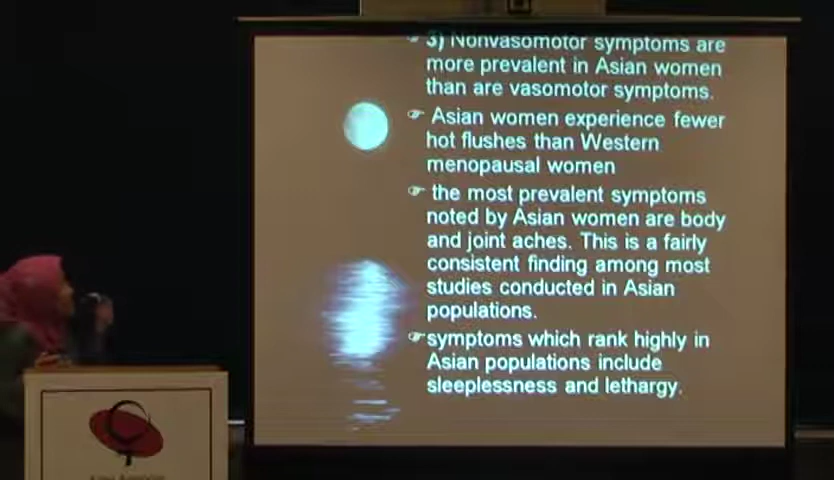 3) Nonvasomotor symptoms are
more prevalent in Asian women
than are vasomotor symptoms.
Asian women experience fewer
hot flushes than Western
menopausal women
the most prevalent symptoms
noted by Asian women are body
and joint aches. This is a fairly
consistent finding among most
studies conducted in Asian
populations.
symptoms which rank highly in
Asian populations include
sleeplessness and lethargy.